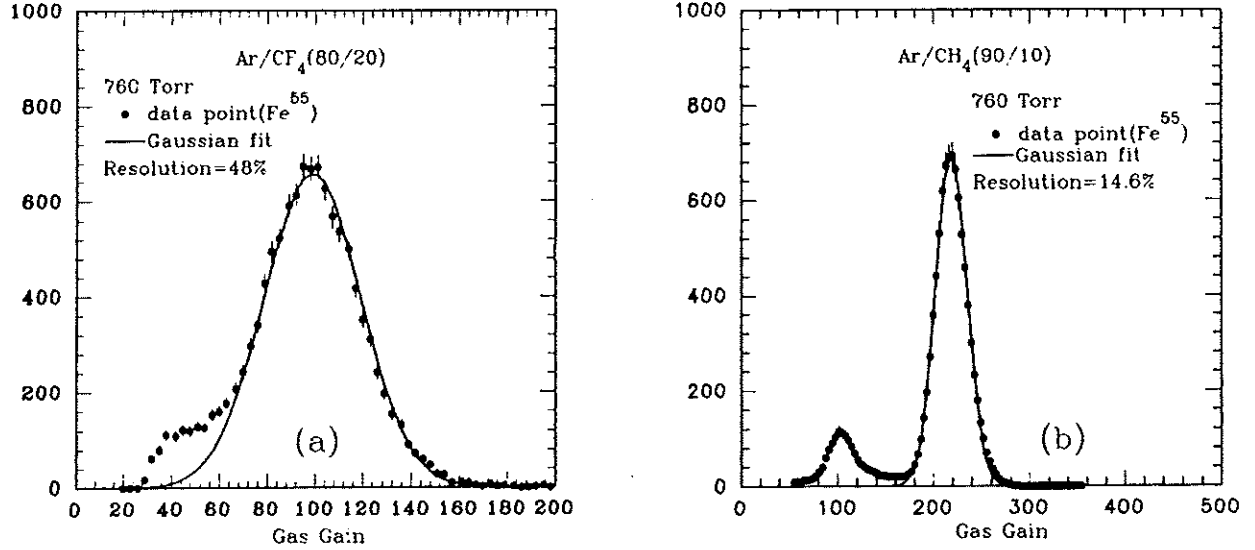 1000
800
600
400
200
0
Ar/CF4(80/20)
760 Torr
data point(Fe55)
Gaussian fit
Resolution=48%
(a)
0 20 40 60 80 100 120 140 160 180 200
Gas Gain
1000
800
600
400
200
0
Ar/CH4(90/10)
760 Torr
data point(Fe55)
Gaussian fit
Resolution=14.6%
(b)
0 100 200 300 400 500
Gas Gain